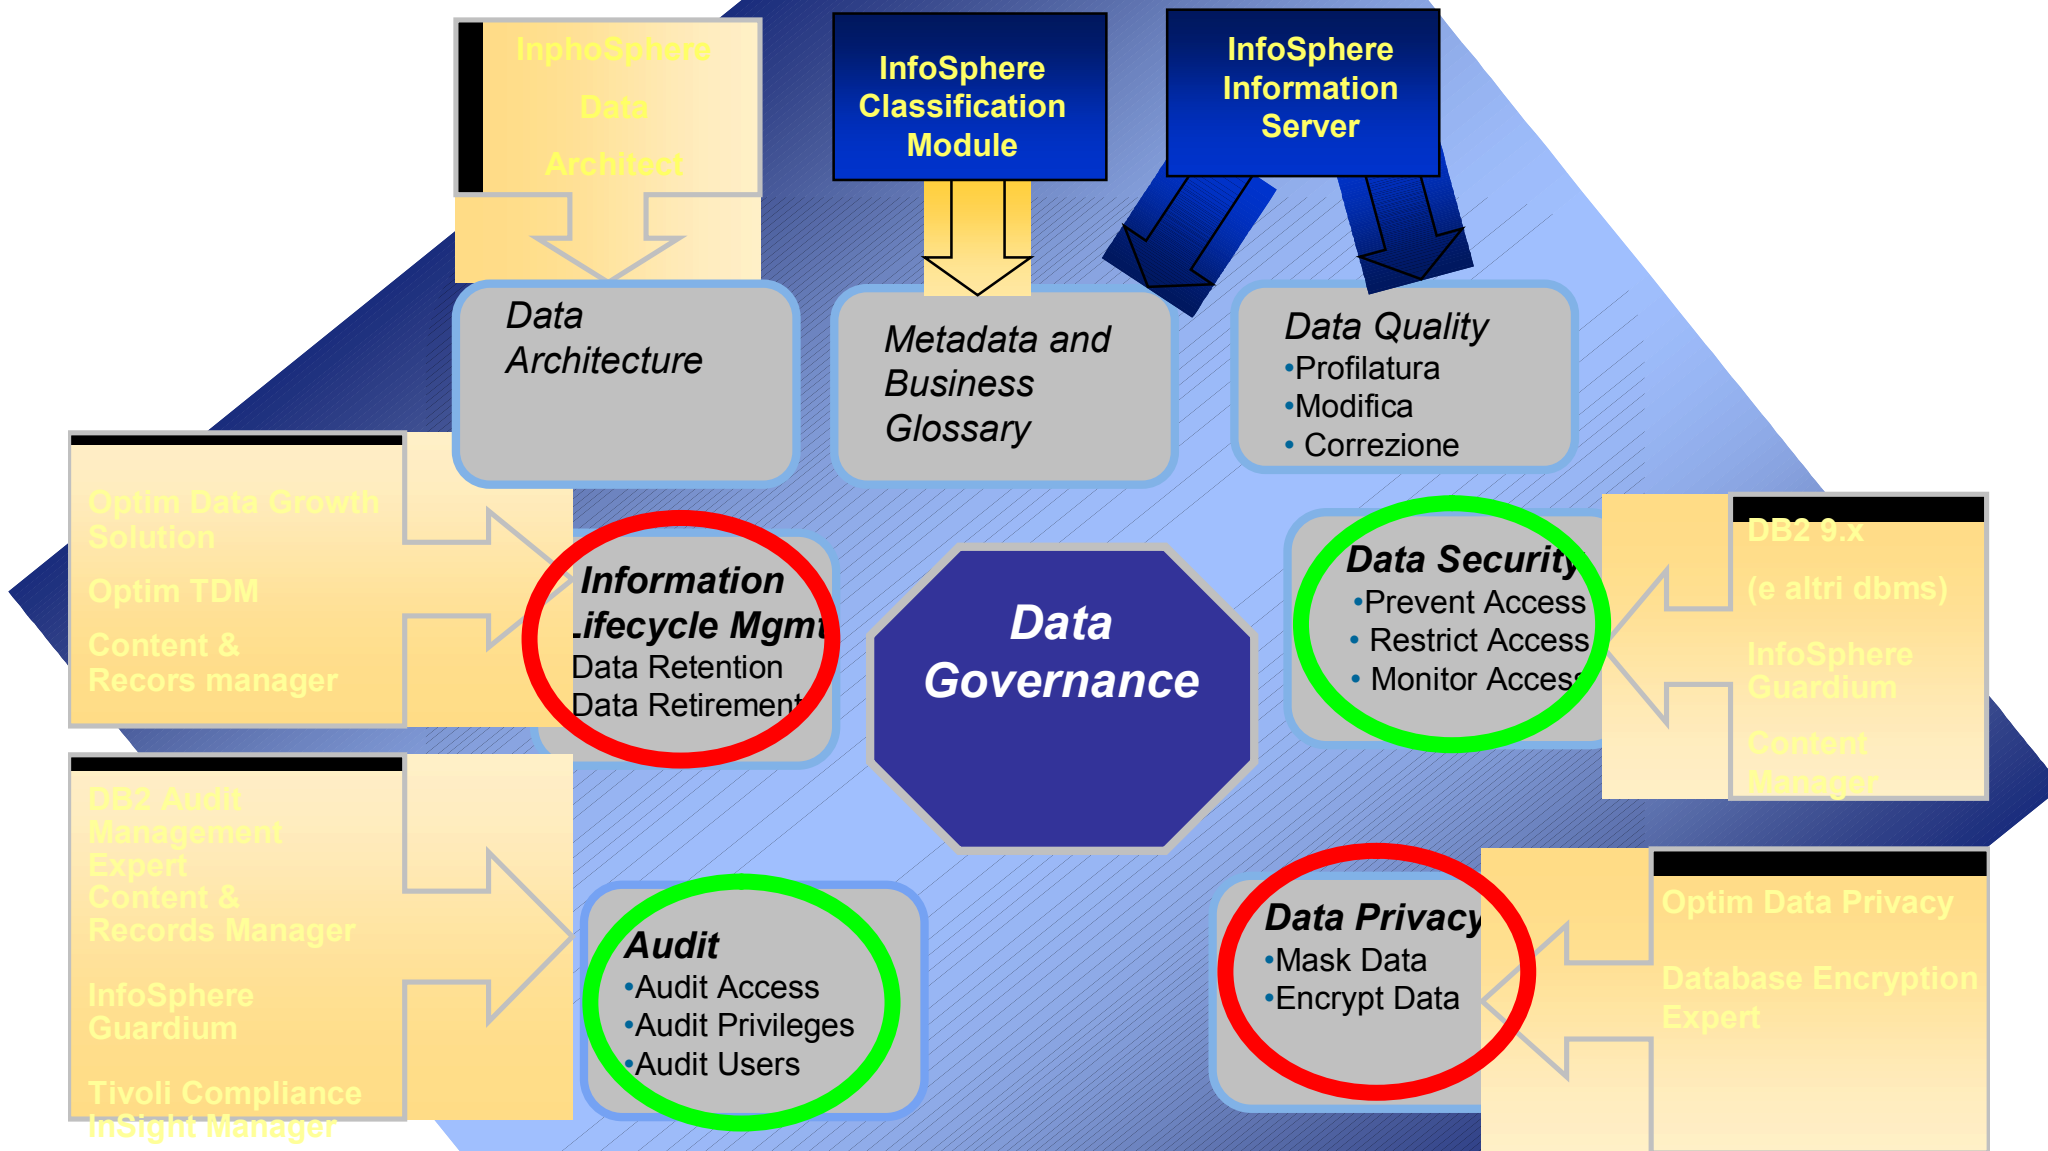 InphoSphere
Data
Architect
InfoSphere
Classification
Module
InfoSphere
Information
Server
Data
Architecture
Metadata and
Business
Glossary
Data Quality
•Profilatura
•Modifica
• Correzione
Optim Data Growth
Solution
Optim TDM
Content &
Recors manager
Information
Lifecycle Mgmt
Data Retention
Data Retirement
Data
Governance
Data Security
•Prevent Access
• Restrict Access
• Monitor Access
DB2 9.x
(e altri dbms)
InfoSphere
Guardium
Content
Manager
DB2 Audit
Management
Expert
Content &
Records Manager
InfoSphere
Guardium
Tivoli Compliance
InSight Manager
Audit
•Audit Access
•Audit Privileges
•Audit Users
Data Privacy
•Mask Data
•Encrypt Data
Optim Data Privacy
Database Encryption
Expert